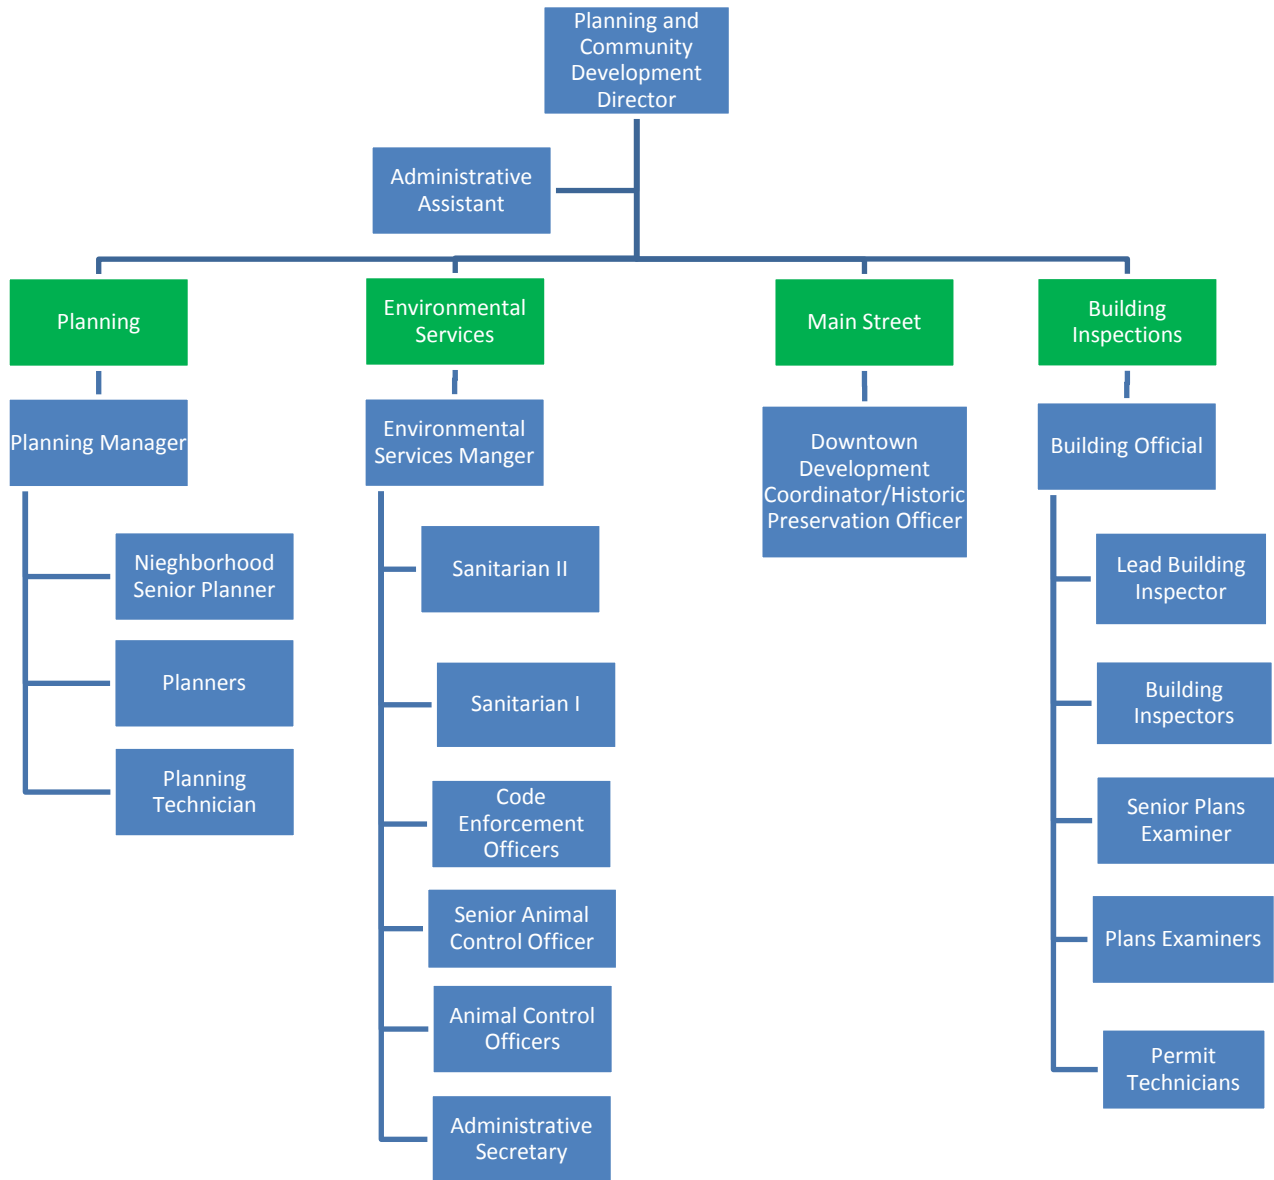 Planning and
Community
Development
Director
Administrative
Assistant
Planning
Environmental
Services
Main Street
Building
Inspections
Planning Manager
Environmental
Services Manger
Downtown
Development
Coordinator/Historic
Preservation Officer
Building Official
Nieghborhood
Senior Planner
Planners
Planning
Technician
Sanitarian II
Sanitarian I
Code
Enforcement
Officers
Senior Animal
Control Officer
Animal Control
Officers
Administrative
Secretary
Lead Building
Inspector
Building
Inspectors
Senior Plans
Examiner
Plans Examiners
Permit
Technicians